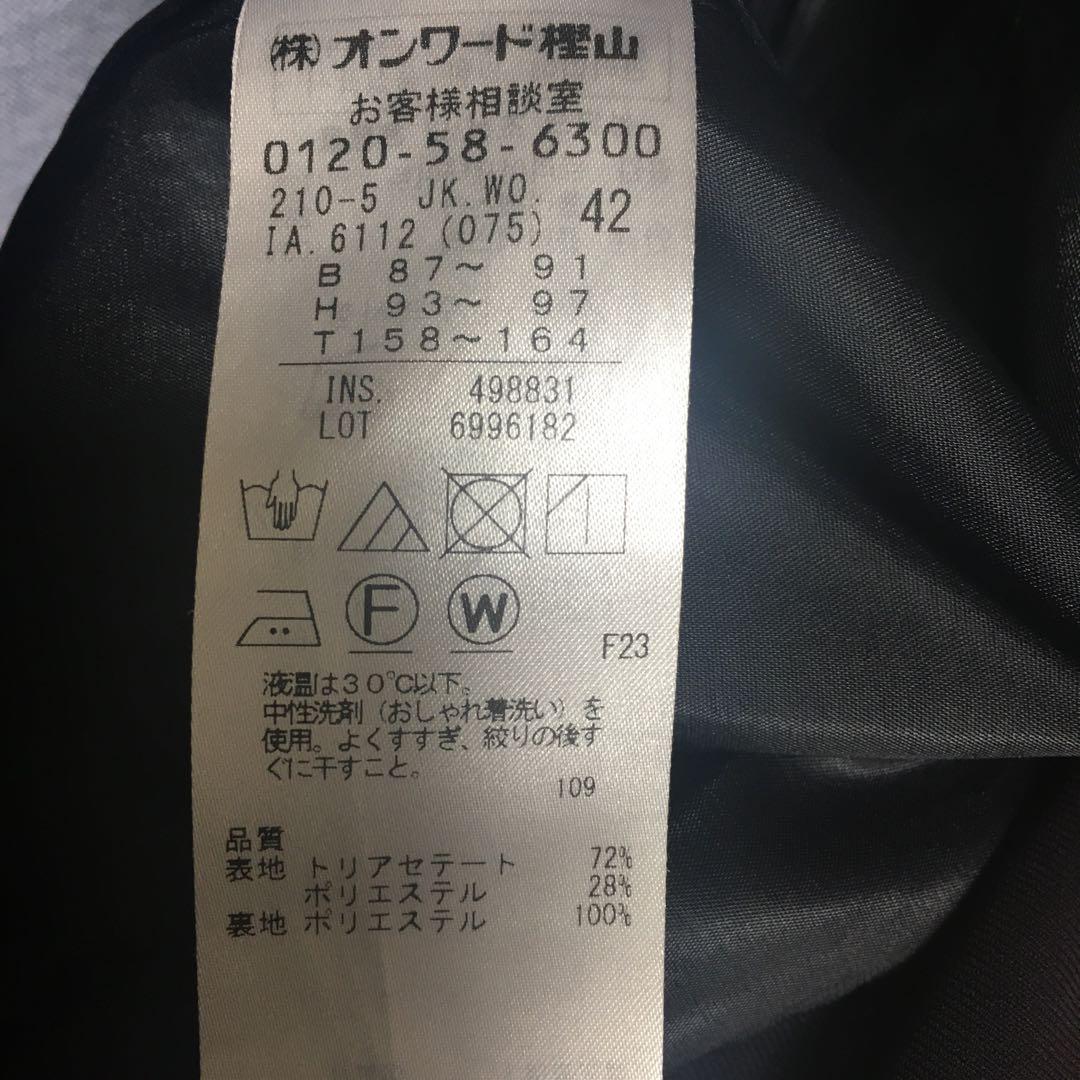 (株)オンワード樫山
お客様相談室
0120-58-6300
210-5 JK.WO. 42
IA.6112 (075)
B 87～ 91
H 93～ 97
T158～164
INS. 498831
LOT 6996182
F W
F23
液温は30℃以下。
中性洗剤（おしゃれ着洗い）を
使用。よくすすぎ、絞りの後す
ぐに干すこと。
109
品質
表地 トリアセテート 72%
ポリエステル 28%
裏地 ポリエステル 100%